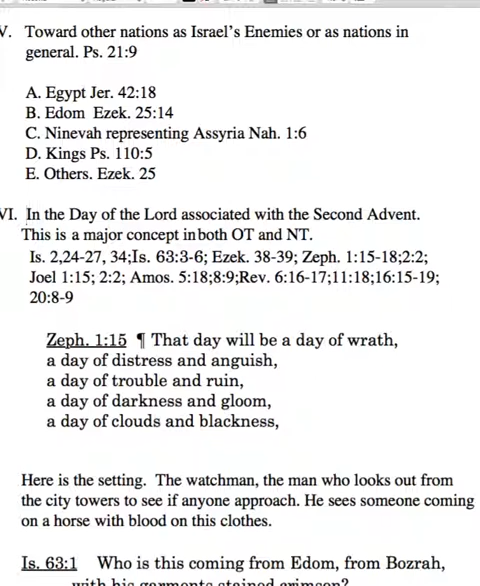 V. Toward other nations as Israel's Enemies or as nations in
general. Ps. 21:9
A. Egypt Jer. 42:18
B. Edom Ezek. 25:14
C. Ninevah representing Assyria Nah. 1:6
D. Kings Ps. 110:5
E. Others. Ezek. 25
VI. In the Day of the Lord associated with the Second Advent.
This is a major concept in both OT and NT.
Is. 2,24-27, 34;Is. 63:3-6; Ezek. 38-39; Zeph. 1:15-18;2:2;
Joel 1:15; 2:2; Amos. 5:18;8:9;Rev. 6:16-17;11:18;16:15-19;
20:8-9
Zeph. 1:15 ¶ That day will be a day of wrath,
a day of distress and anguish,
a day of trouble and ruin,
a day of darkness and gloom,
a day of clouds and blackness,
Here is the setting. The watchman, the man who looks out from
the city towers to see if anyone approach. He sees someone coming
on a horse with blood on this clothes.
Is. 63:1 Who is this coming from Edom, from Bozrah,
with his garments stained crimson?